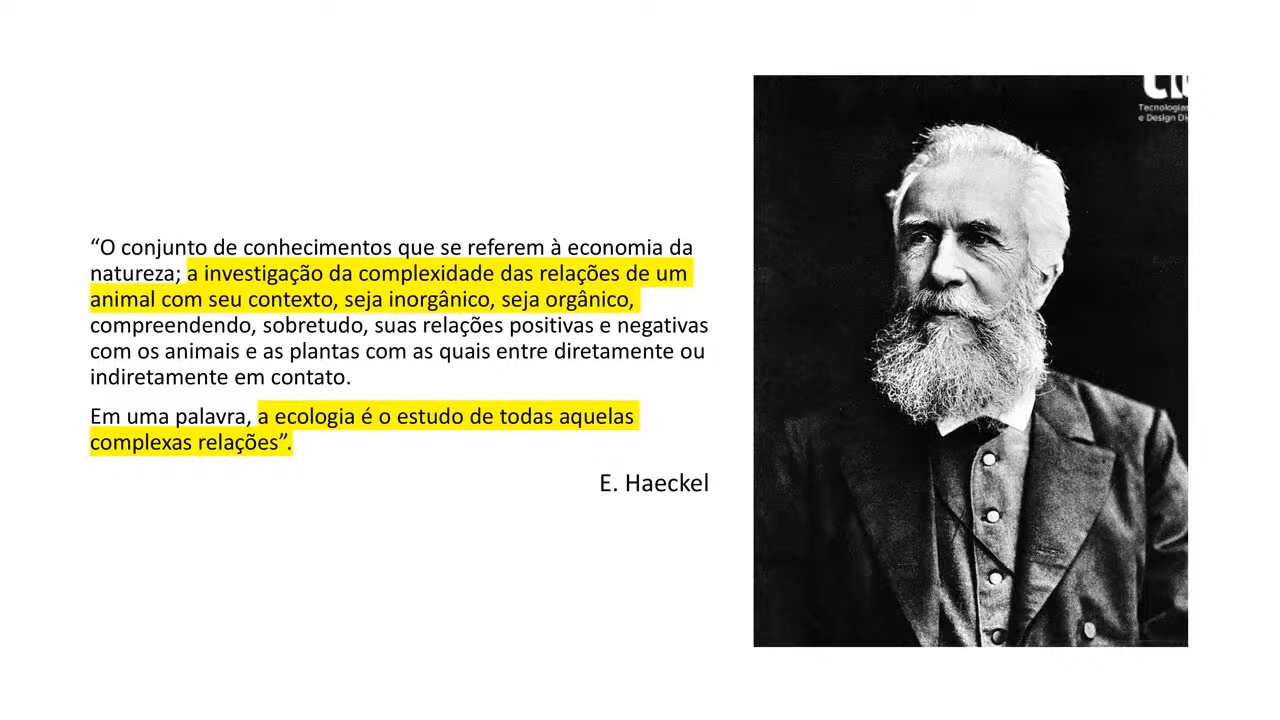 “O conjunto de conhecimentos que se referem à economia da
natureza; a investigação da complexidade das relações de um
animal com seu contexto, seja inorgânico, seja orgânico,
compreendendo, sobretudo, suas relações positivas e negativas
com os animais e as plantas com as quais entre diretamente ou
indiretamente em contato.
Em uma palavra, a ecologia é o estudo de todas aquelas
complexas relações”.
E. Haeckel
Tecnologias
e Design